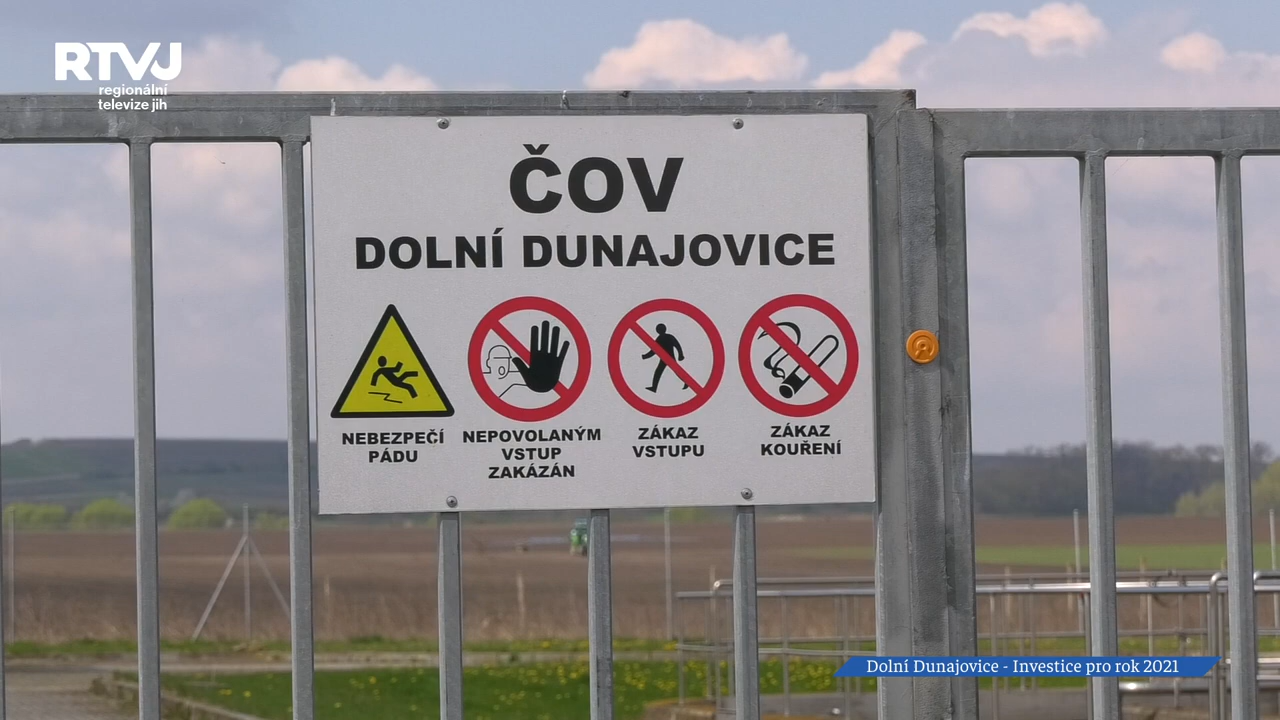 RTVJ
regionální
televize jih
ČOV
DOLNÍ DUNAJOVICE
NEBEZPEČÍ
PÁDU
NEPOVOLANÝM
VSTUP
ZAKÁZÁN
ZÁKAZ
VSTUPU
ZÁKAZ
KOUŘENÍ
Dolní Dunajovice - Investice pro rok 2021